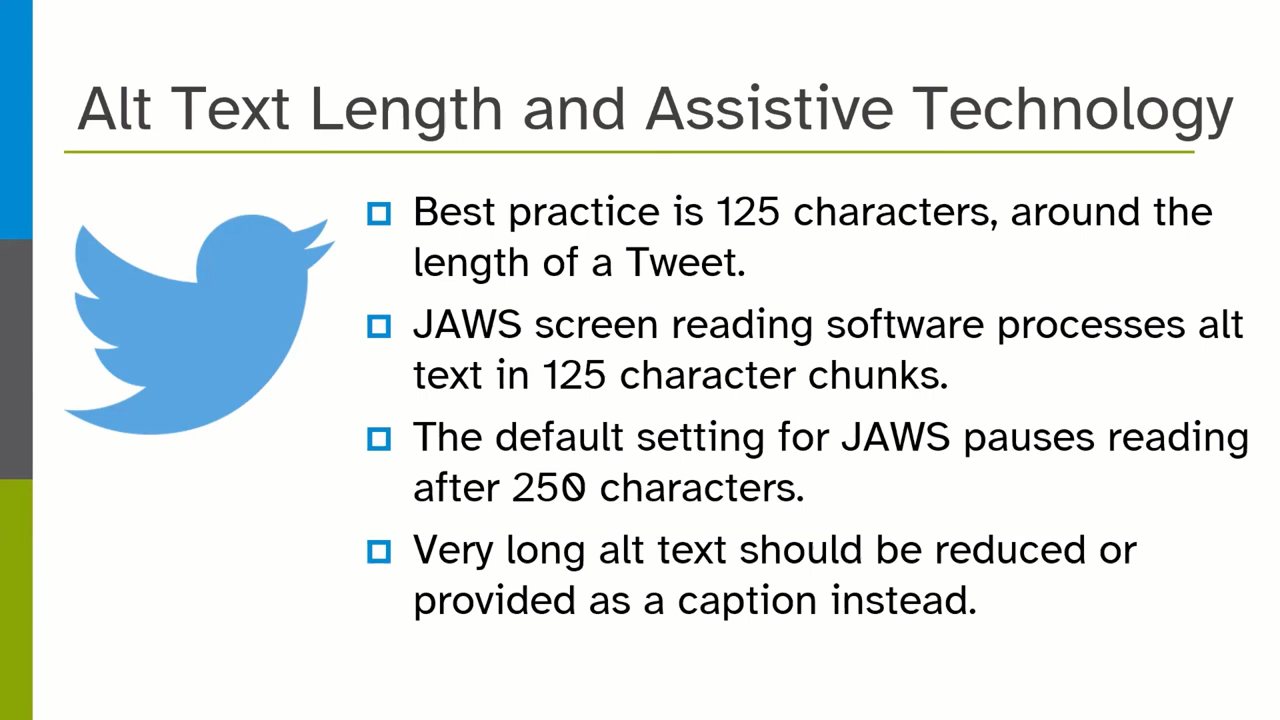 Alt Text Length and Assistive Technology
Best practice is 125 characters, around the
length of a Tweet.
JAWS screen reading software processes alt
text in 125 character chunks.
The default setting for JAWS pauses reading
after 250 characters.
Very long alt text should be reduced or
provided as a caption instead.